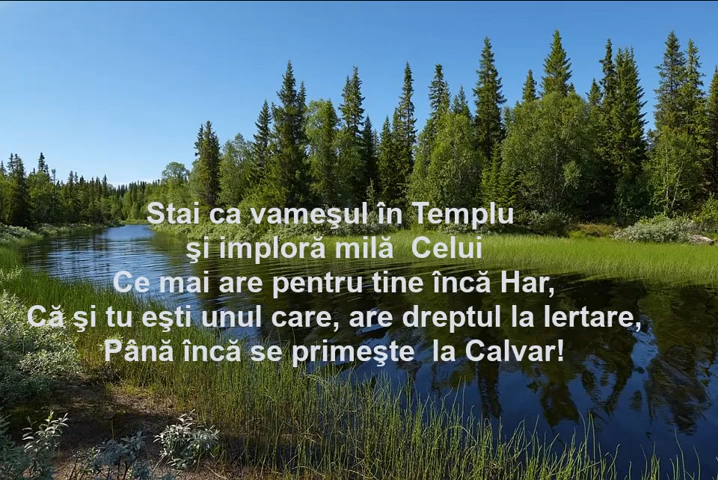 Stai ca vameşul în Templu
şi imploră milă  Celui
Ce mai are pentru tine încă Har,
Că şi tu eşti unul care, are dreptul la Iertare,
Până încă se primeşte  la Calvar!